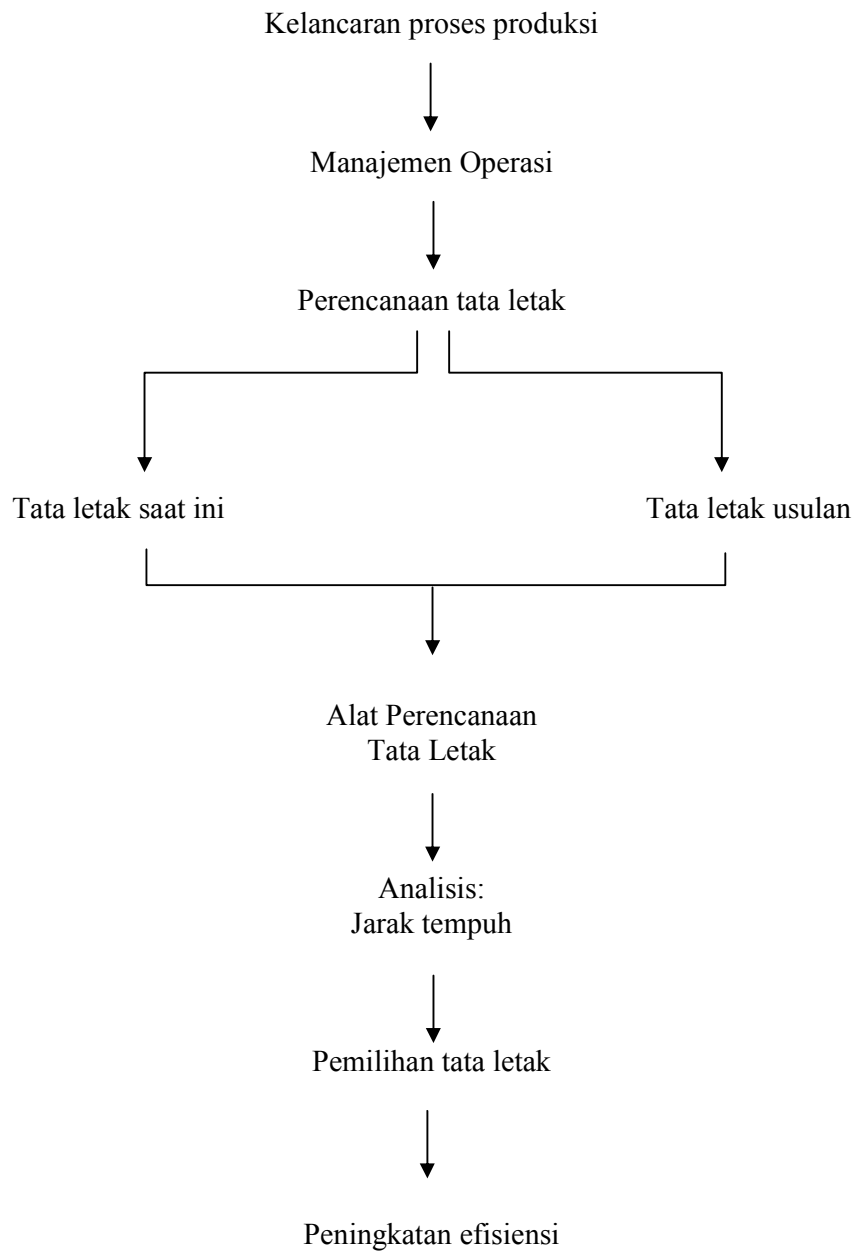 Kelancaran proses produksi
Manajemen Operasi
Perencanaan tata letak
Tata letak saat ini
Tata letak usulan
Alat Perencanaan
Tata Letak
Analisis:
Jarak tempuh
Pemilihan tata letak
Peningkatan efisiensi